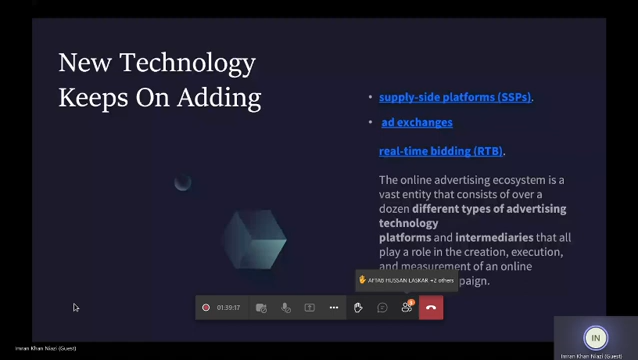 New Technology
Keeps On Adding
• supply-side platforms (SSPs).
• ad exchanges
real-time bidding (RTB).
The online advertising ecosystem is a
vast entity that consists of over a
dozen different types of advertising
technology
platforms and intermediaries that all
play a role in the creation, execution,
and measurement of an online
paign.
HUSSAN LASKAR +2 others
01:39:17
IN
Imran Khan Niazi (Guest)
Imran Khan Niazi (Guest)